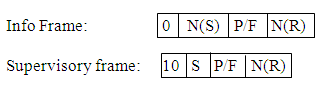 Info Frame: 0 N(S) P/F N(R)
Supervisory frame: 10 S P/F N(R)